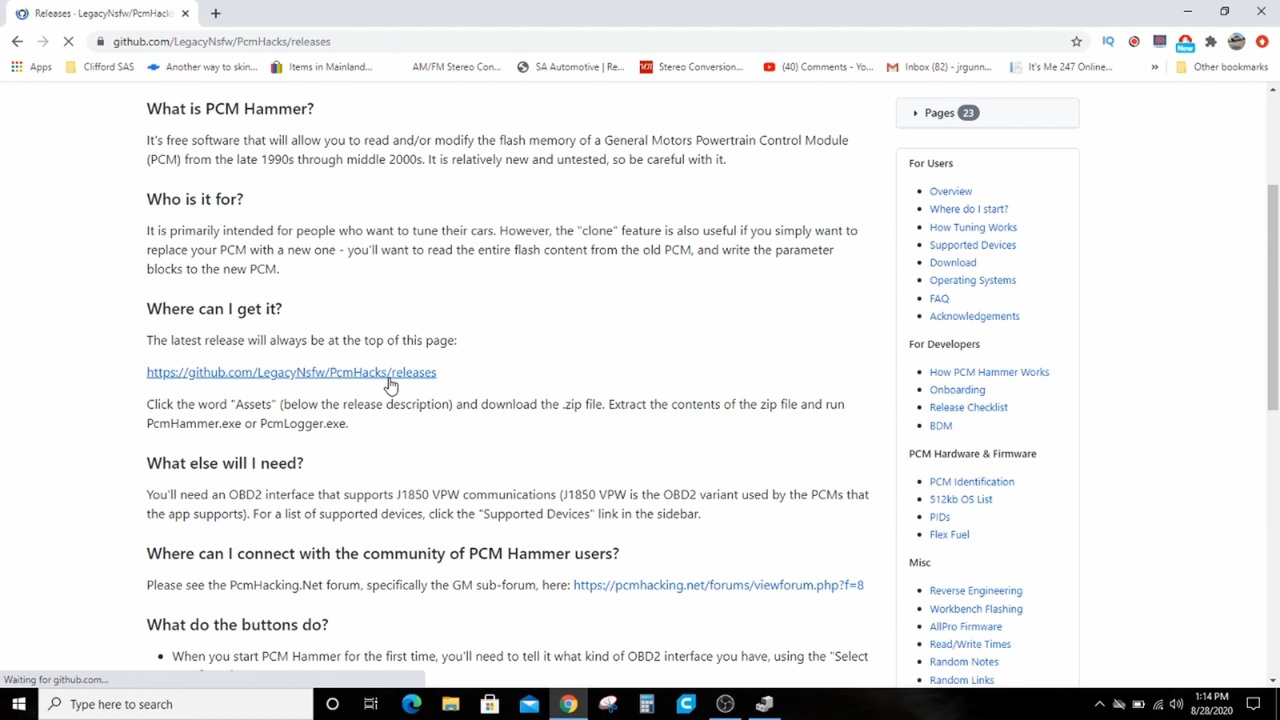 Releases · LegacyNsfw/PcmHacks
github.com/LegacyNsfw/PcmHacks/releases
IQ
New
Apps
Clifford SAS
Another way to skin...
Items in Mainland...
AM/FM Stereo Con...
SA Automotive | Re...
Stereo Conversion...
(40) Comments - Yo...
Inbox (82) - jrgunn...
It's Me 247 Online...
»
Other bookmarks
What is PCM Hammer?
It's free software that will allow you to read and/or modify the flash memory of a General Motors Powertrain Control Module
(PCM) from the late 1990s through middle 2000s. It is relatively new and untested, so be careful with it.
Who is it for?
It is primarily intended for people who want to tune their cars. However, the "clone" feature is also useful if you simply want to
replace your PCM with a new one - you'll want to read the entire flash content from the old PCM, and write the parameter
blocks to the new PCM.
Where can I get it?
The latest release will always be at the top of this page:
https://github.com/LegacyNsfw/PcmHacks/releases
Click the word "Assets" (below the release description) and download the .zip file. Extract the contents of the zip file and run
PcmHammer.exe or PcmLogger.exe.
What else will I need?
You'll need an OBD2 interface that supports J1850 VPW communications (J1850 VPW is the OBD2 variant used by the PCMs that
the app supports). For a list of supported devices, click the "Supported Devices" link in the sidebar.
Where can I connect with the community of PCM Hammer users?
Please see the PcmHacking.Net forum, specifically the GM sub-forum, here: https://pcmhacking.net/forums/viewforum.php?f=8
What do the buttons do?
• When you start PCM Hammer for the first time, you'll need to tell it what kind of OBD2 interface you have, using the "Select
Pages 23
For Users
• Overview
• Where do I start?
• How Tuning Works
• Supported Devices
• Download
• Operating Systems
• FAQ
• Acknowledgements
For Developers
• How PCM Hammer Works
• Onboarding
• Release Checklist
• BDM
PCM Hardware & Firmware
• PCM Identification
• 512kb OS List
• PIDs
• Flex Fuel
Misc
• Reverse Engineering
• Workbench Flashing
• AllPro Firmware
• Read/Write Times
• Random Notes
• Random Links
Waiting for github.com...
Type here to search
1:14 PM
8/28/2020